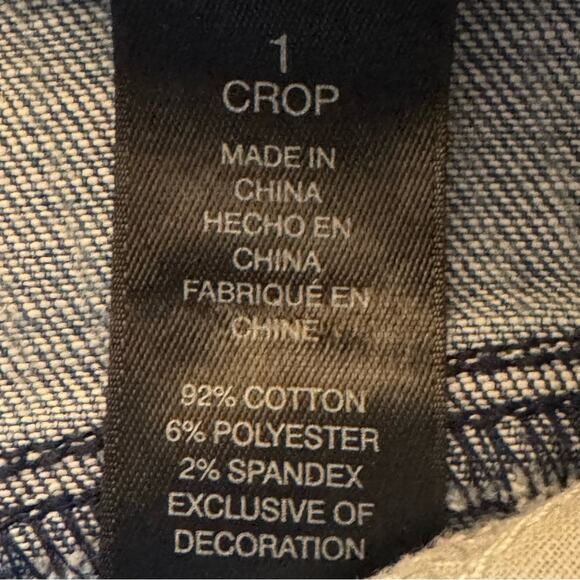 1
CROP
MADE IN
CHINA
HECHO EN
CHINA
FABRIQUÉ EN
CHINE
92% COTTON
6% POLYESTER
2% SPANDEX
EXCLUSIVE OF
DECORATION